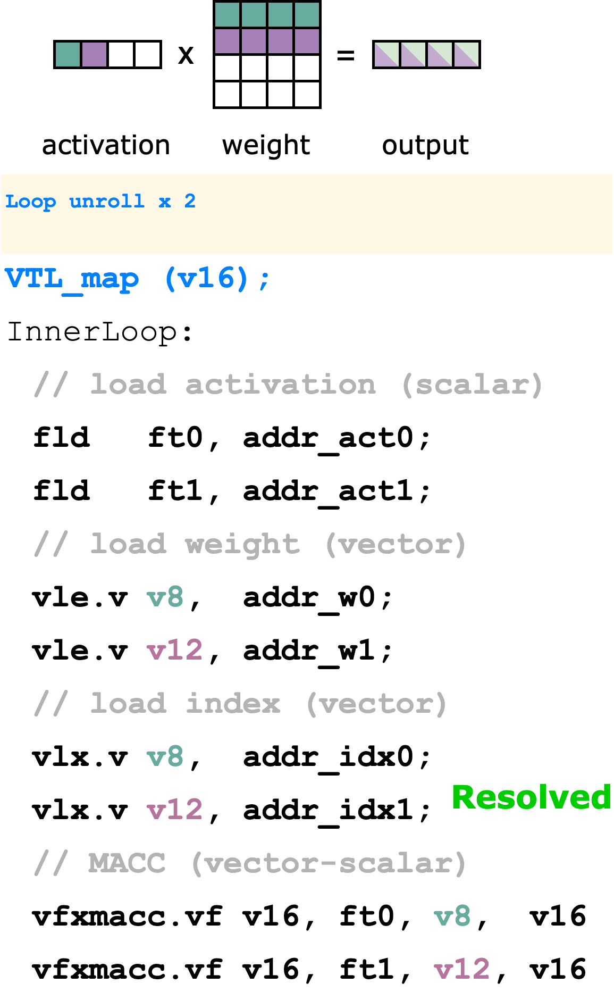 x =
activation weight output
Loop unroll x 2
VTL_map (v16);
InnerLoop:
// load activation (scalar)
fld ft0, addr_act0;
fld ft1, addr_act1;
// load weight (vector)
vle.v v8, addr_w0;
vle.v v12, addr_w1;
// load index (vector)
vlx.v v8, addr_idx0;
Resolved
vlx.v v12, addr_idx1;
// MACC (vector-scalar)
vfxmacc.vf v16, ft0, v8, v16
vfxmacc.vf v16, ft1, v12, v16